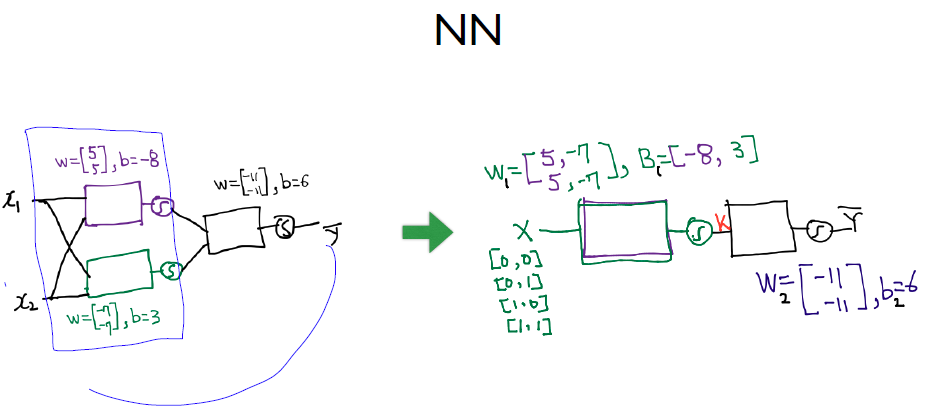 NN
w=[5 5], b=-8
w=[-11 -11], b=6
x₁
S
S
S
ȳ
x₂
w=[-7 -7], b=3
W₁=[5,-7
5,-7], B₁=[-8, 3]
X
S
K
S
Ȳ
[0,0]
[0,1]
[1,0]
[1,1]
W₂=[-11
-11], b₂=6